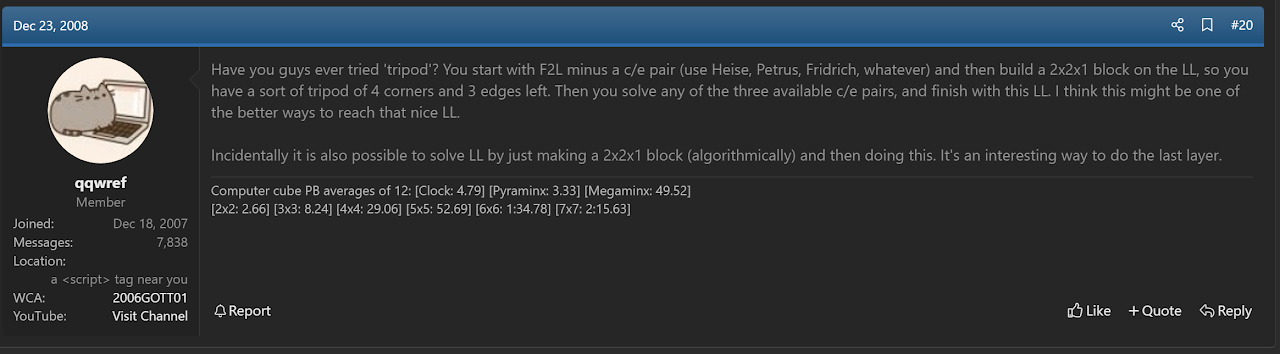 Dec 23, 2008
#20
Have you guys ever tried 'tripod'? You start with F2L minus a c/e pair (use Heise, Petrus, Fridrich, whatever) and then build a 2x2x1 block on the LL, so you
have a sort of tripod of 4 corners and 3 edges left. Then you solve any of the three available c/e pairs, and finish with this LL. I think this might be one of
the better ways to reach that nice LL.
Incidentally it is also possible to solve LL by just making a 2x2x1 block (algorithmically) and then doing this. It's an interesting way to do the last layer.
Computer cube PB averages of 12: [Clock: 4.79] [Pyraminx: 3.33] [Megaminx: 49.52]
[2x2: 2.66] [3x3: 8.24] [4x4: 29.06] [5x5: 52.69] [6x6: 1:34.78] [7x7: 2:15.63]
qqwref
Member
Joined: Dec 18, 2007
Messages: 7,838
Location:
a <script> tag near you
WCA: 2006GOTT01
YouTube: Visit Channel
Report
Like
+ Quote
Reply